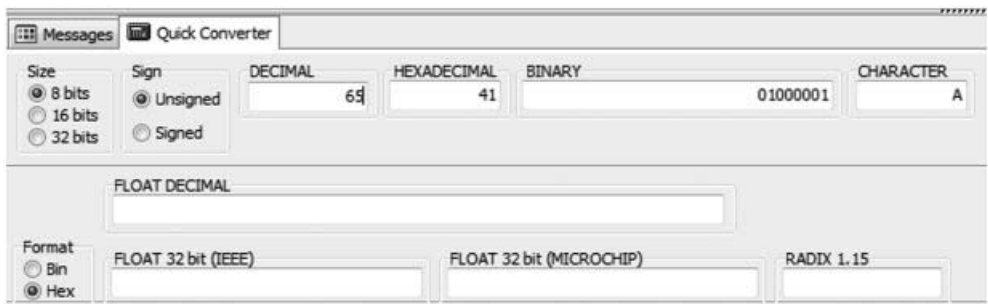 Messages Quick Converter
Size Sign DECIMAL HEXADECIMAL BINARY CHARACTER
8 bits Unsigned 65 41 01000001 A
16 bits
32 bits Signed
FLOAT DECIMAL
Format
Bin FLOAT 32 bit (IEEE) FLOAT 32 bit (MICROCHIP) RADIX 1.15
Hex